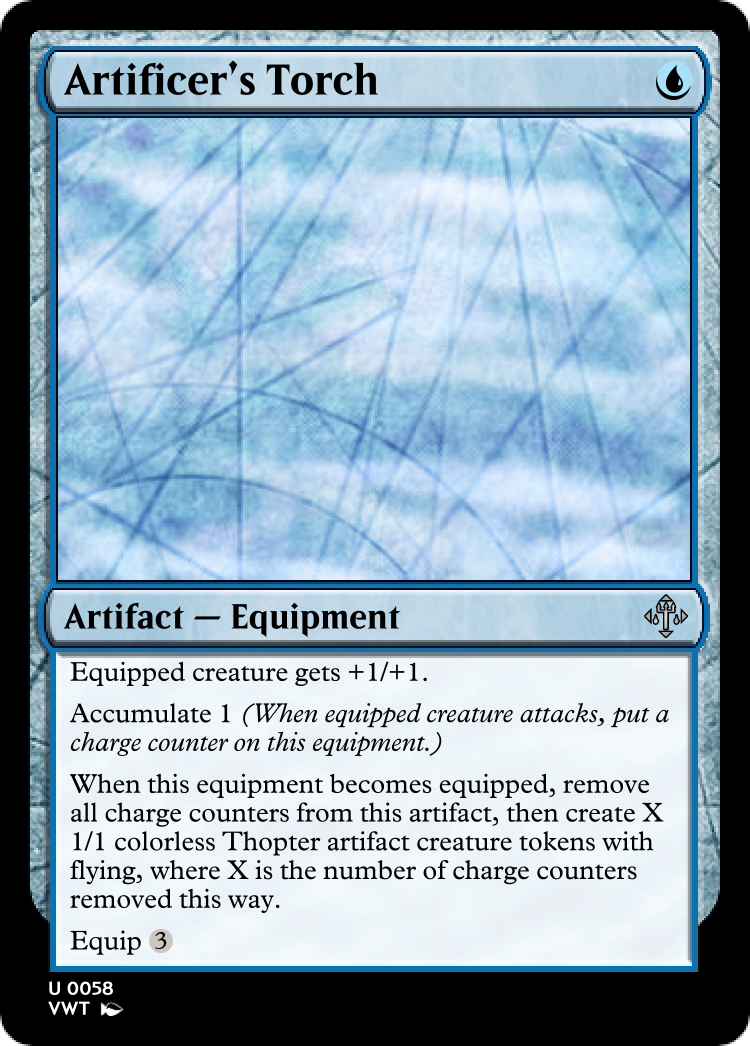 Artificer's Torch
Artifact — Equipment
Equipped creature gets +1/+1.
Accumulate 1 (When equipped creature attacks, put a
charge counter on this equipment.)
When this equipment becomes equipped, remove
all charge counters from this artifact, then create X
1/1 colorless Thopter artifact creature tokens with
flying, where X is the number of charge counters
removed this way.
Equip 3
U 0058
VWT